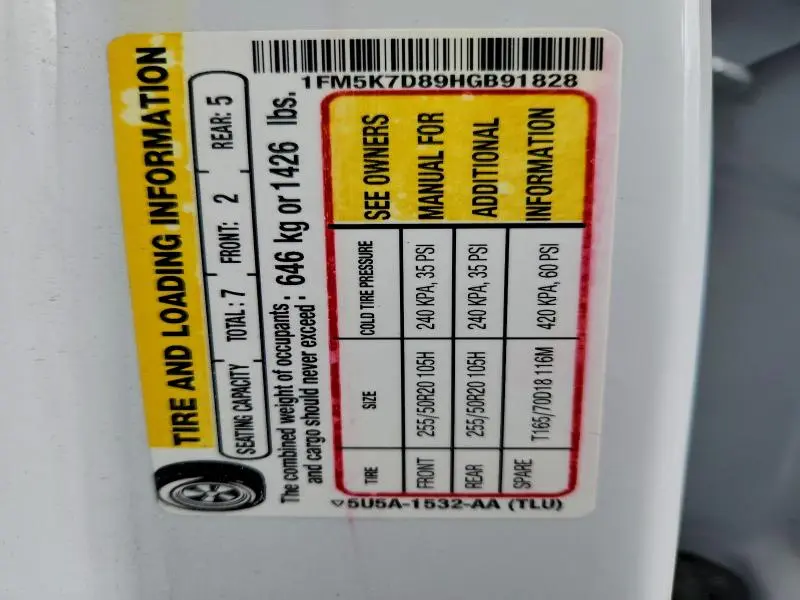 TIRE AND LOADING INFORMATION
SEATING CAPACITY TOTAL: 7 FRONT: 2 REAR: 5
The combined weight of occupants and cargo should never exceed: 646 kg or 1426 lbs.
TIRE SIZE COLD TIRE PRESSURE SEE OWNERS
FRONT 255/50R20 105H 240 KPA, 35 PSI MANUAL FOR
REAR 255/50R20 105H 240 KPA, 35 PSI ADDITIONAL
SPARE T165/70D18 116M 420 KPA, 60 PSI INFORMATION
1FM5K7D89HGB91828
5U5A-1532-AA (TLU)